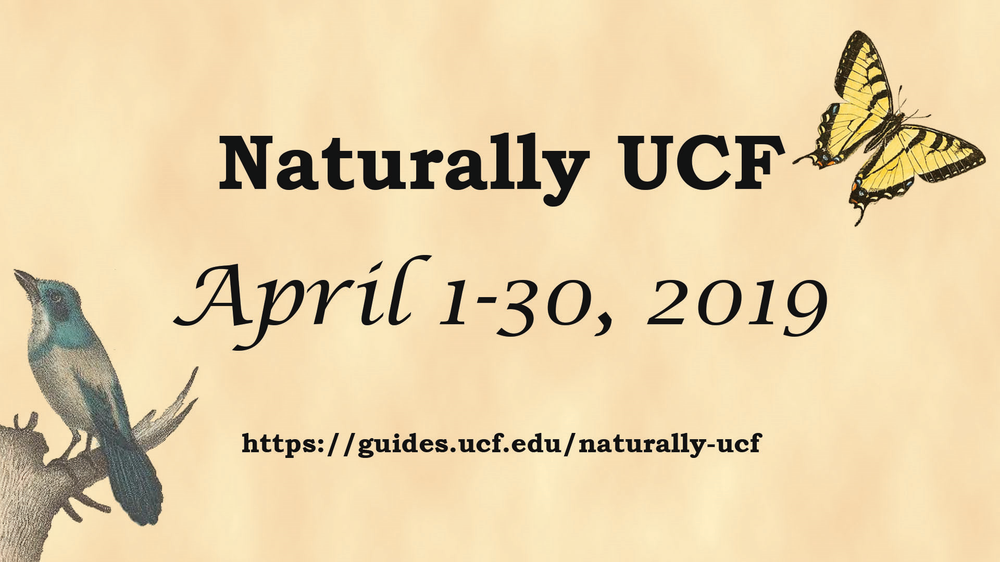 Naturally UCF
April 1-30, 2019
https://guides.ucf.edu/naturally-ucf